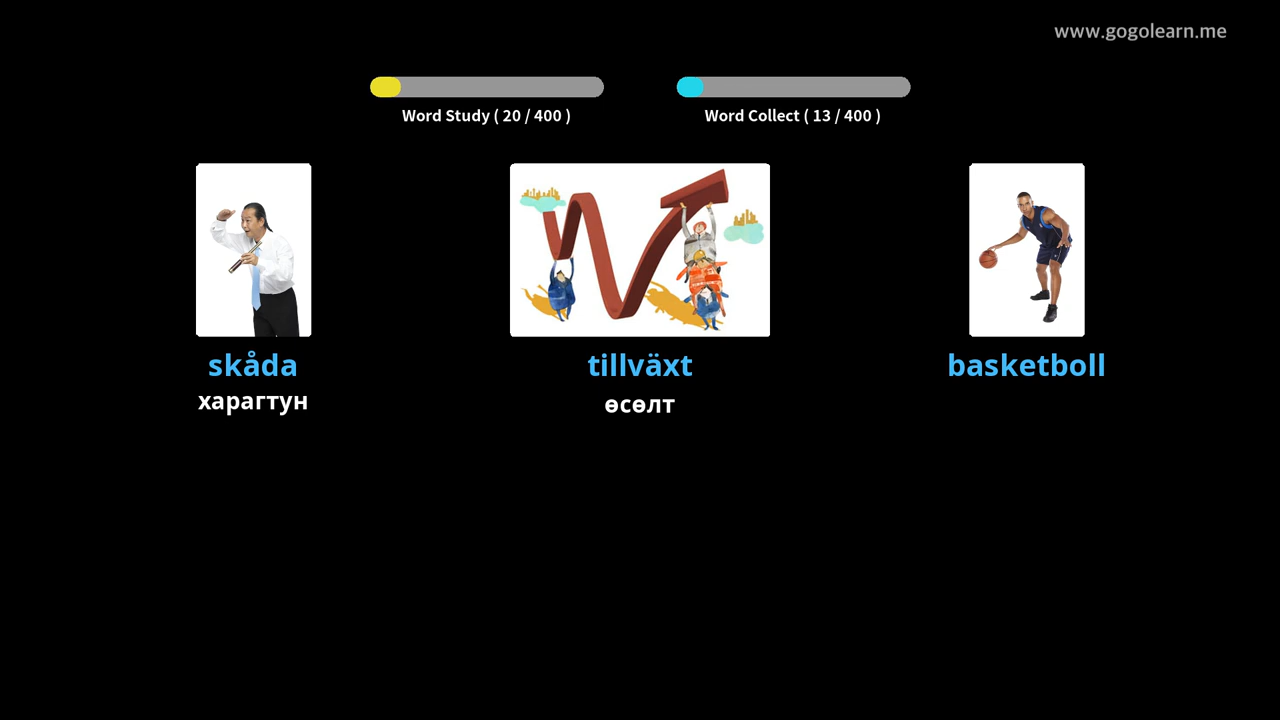 www.gogolearn.me
Word Study ( 20 / 400 )
Word Collect ( 13 / 400 )
skåda
tillväxt
basketboll
харагтун
өсөлт